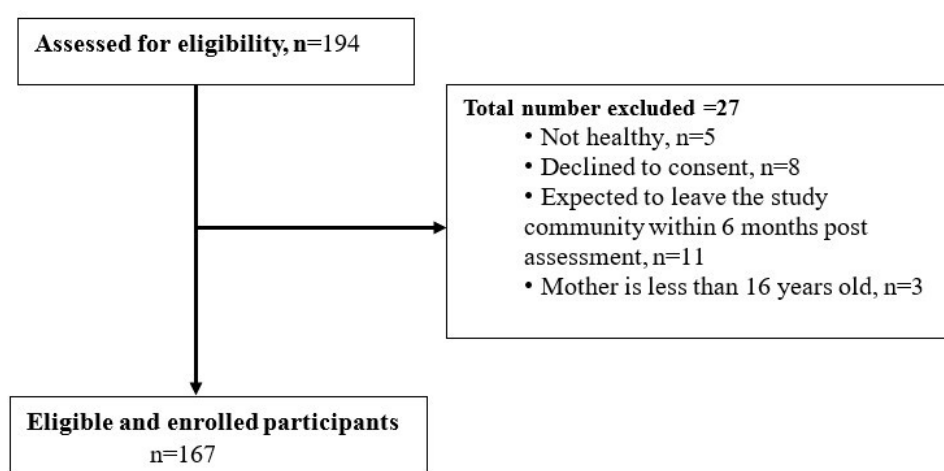 Assessed for eligibility, n=194
Total number excluded =27
• Not healthy, n=5
• Declined to consent, n=8
• Expected to leave the study
community within 6 months post
assessment, n=11
• Mother is less than 16 years old, n=3
Eligible and enrolled participants
n=167